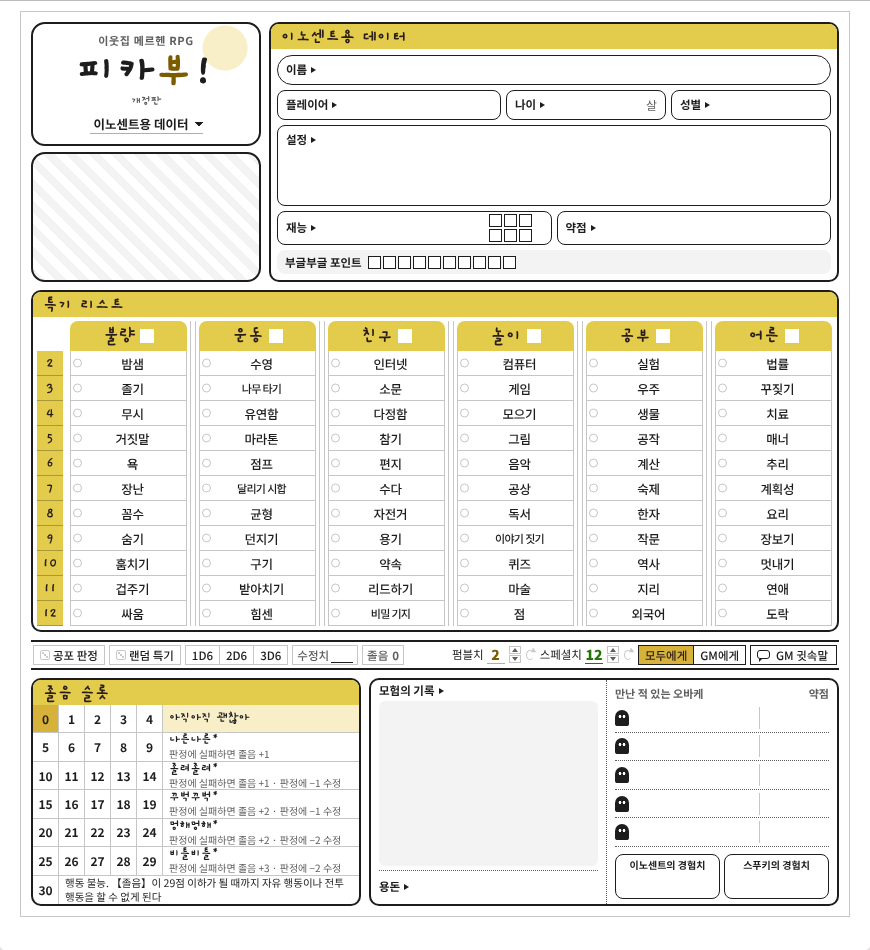 이웃집 메르헨 RPG
피카부!
개정판
이노센트용 데이터
이노센트용 데이터
이름
플레이어 나이 살 성별
설정
재능 약점
부글부글 포인트
특기 리스트
불량 운동 친구 놀이 공부 어른
2 밤샘 수영 인터넷 컴퓨터 실험 법률
3 졸기 나무 타기 소문 게임 우주 꾸짖기
4 무시 유연함 다정함 모으기 생물 치료
5 거짓말 마라톤 참기 그림 공작 매너
6 욕 점프 편지 음악 계산 추리
7 장난 달리기 시합 수다 공상 숙제 계획성
8 꼼수 균형 자전거 독서 한자 요리
9 숨기 던지기 용기 이야기 짓기 작문 장보기
10 훔치기 구기 약속 퀴즈 역사 멋내기
11 겁주기 받아치기 리드하기 마술 지리 연애
12 싸움 힘센 비밀 기지 점 외국어 도락
공포 판정 랜덤 특기 1D6 2D6 3D6 수정치 졸음 0 펌블치 2 스페셜치 12 모두에게 GM에게 GM 귓속말
졸음 슬롯
0 1 2 3 4 아직아직 괜찮아
5 6 7 8 9 나른나른*
판정에 실패하면 졸음 +1
10 11 12 13 14 졸려졸려*
판정에 실패하면 졸음 +1 · 판정에 −1 수정
15 16 17 18 19 꾸벅꾸벅*
판정에 실패하면 졸음 +2 · 판정에 −1 수정
20 21 22 23 24 멍해멍해*
판정에 실패하면 졸음 +2 · 판정에 −2 수정
25 26 27 28 29 비틀비틀*
판정에 실패하면 졸음 +3 · 판정에 −2 수정
30 행동 불능. 【졸음】이 29점 이하가 될 때까지 자유 행동이나 전투
행동을 할 수 없게 된다
모험의 기록
용돈
만난 적 있는 오바케 약점
이노센트의 경험치 스푸키의 경험치